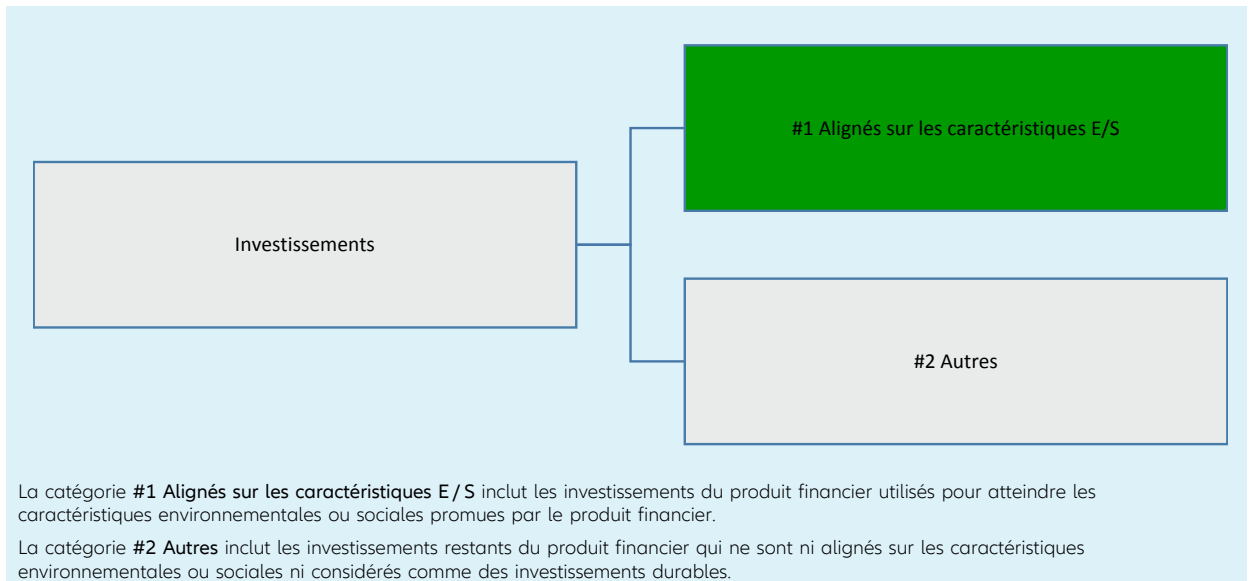 #1 Alignés sur les caractéristiques E/S
Investissements
#2 Autres
La catégorie #1 Alignés sur les caractéristiques E / S inclut les investissements du produit financier utilisés pour atteindre les
caractéristiques environnementales ou sociales promues par le produit financier.
La catégorie #2 Autres inclut les investissements restants du produit financier qui ne sont ni alignés sur les caractéristiques
environnementales ou sociales ni considérés comme des investissements durables.